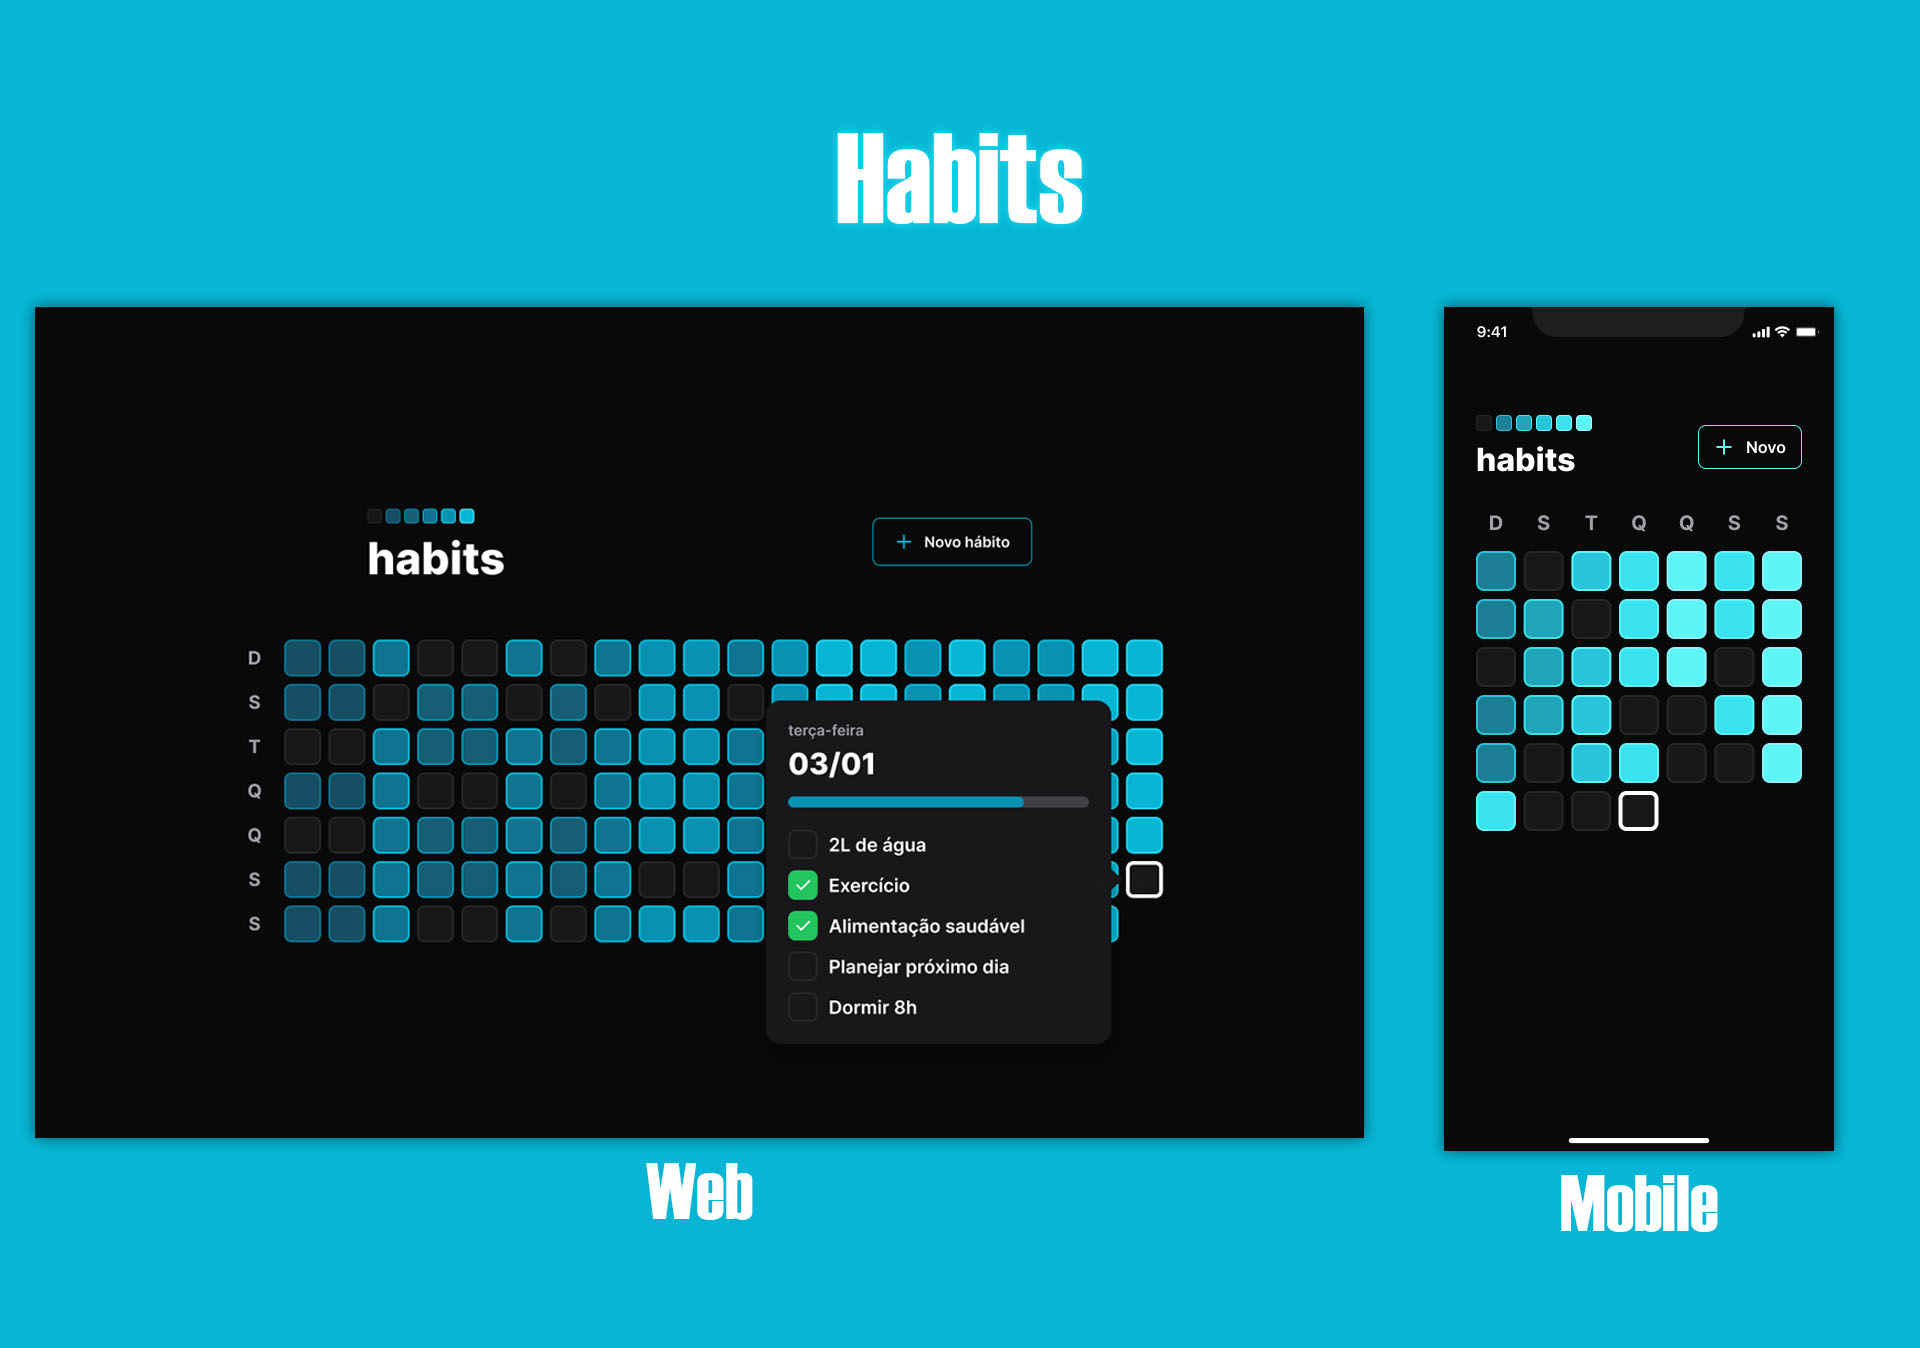 Habits
habits
Novo hábito
D
S
T
Q
Q
S
S
terça-feira
03/01
2L de água
Exercício
Alimentação saudável
Planejar próximo dia
Dormir 8h
Web
9:41
habits
Novo
D S T Q Q S S
Mobile